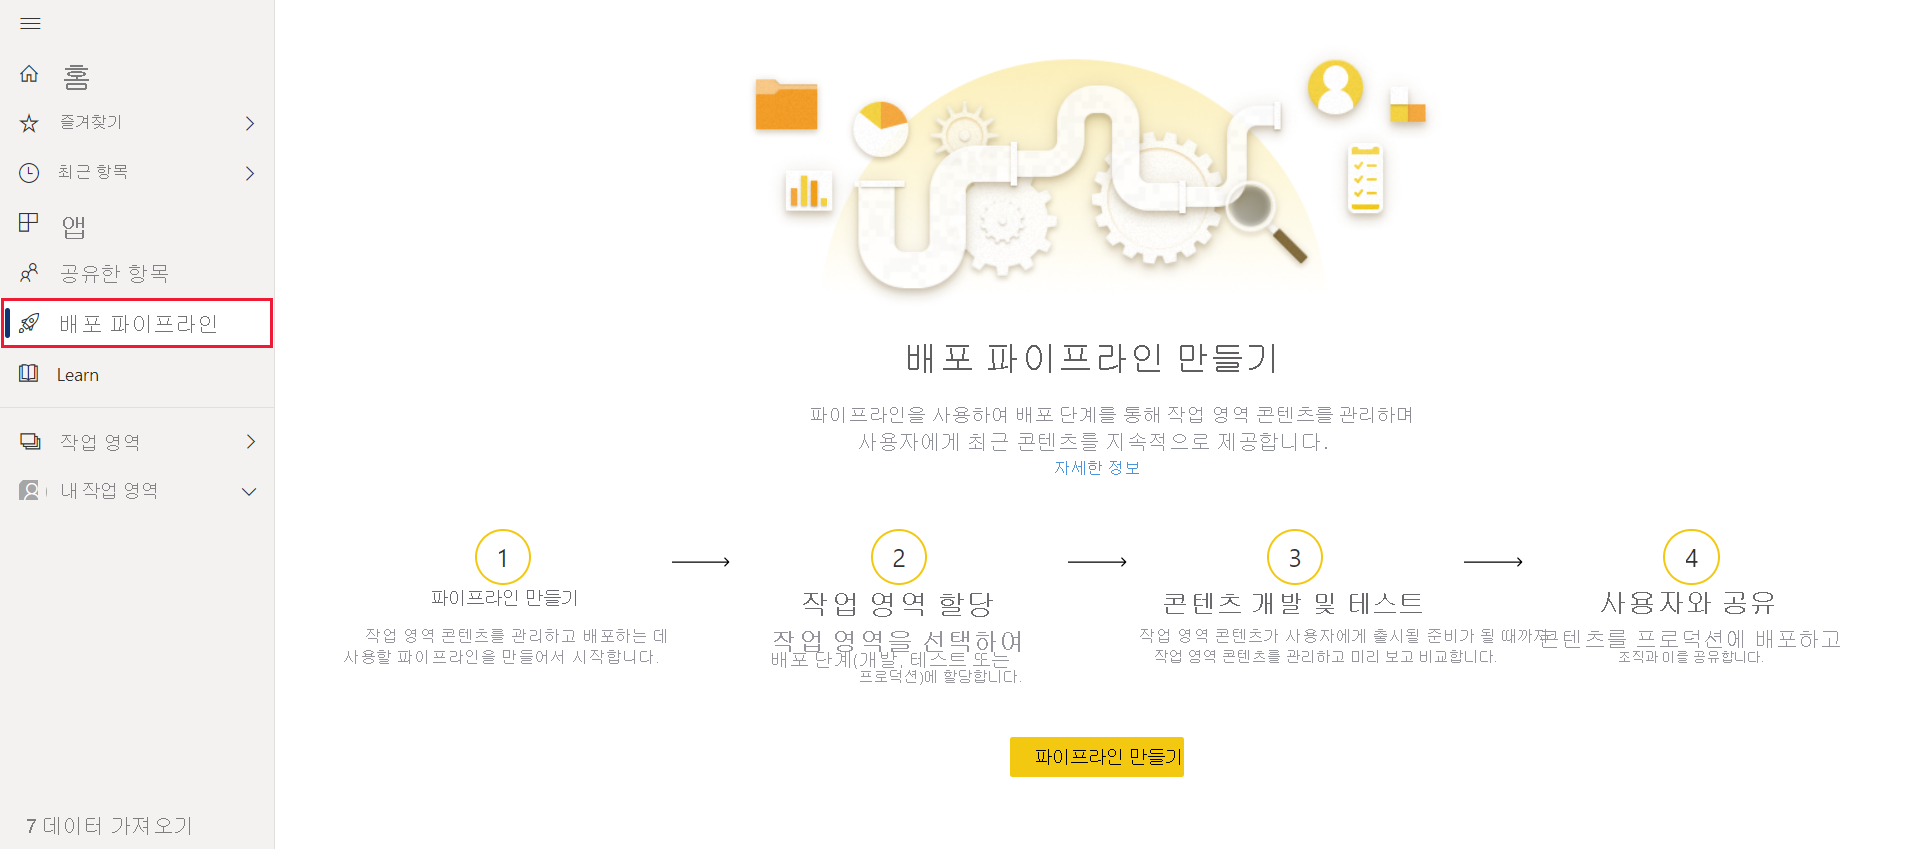 홈
즐겨찾기
최근 항목
앱
공유한 항목
배포 파이프라인
Learn
작업 영역
내 작업 영역
7 데이터 가져오기
배포 파이프라인 만들기
파이프라인을 사용하여 배포 단계를 통해 작업 영역 콘텐츠를 관리하며
사용자에게 최근 콘텐츠를 지속적으로 제공합니다.
자세한 정보
1
파이프라인 만들기
작업 영역 콘텐츠를 관리하고 배포하는 데
사용할 파이프라인을 만들어서 시작합니다.
2
작업 영역 할당
작업 영역을 선택하여
배포 단계(개발, 테스트 또는
프로덕션)에 할당합니다.
3
콘텐츠 개발 및 테스트
작업 영역 콘텐츠가 사용자에게 출시될 준비가 될 때까지
작업 영역 콘텐츠를 관리하고 미리 보고 비교합니다.
4
사용자와 공유
콘텐츠를 프로덕션에 배포하고
조직과 이를 공유합니다.
파이프라인 만들기